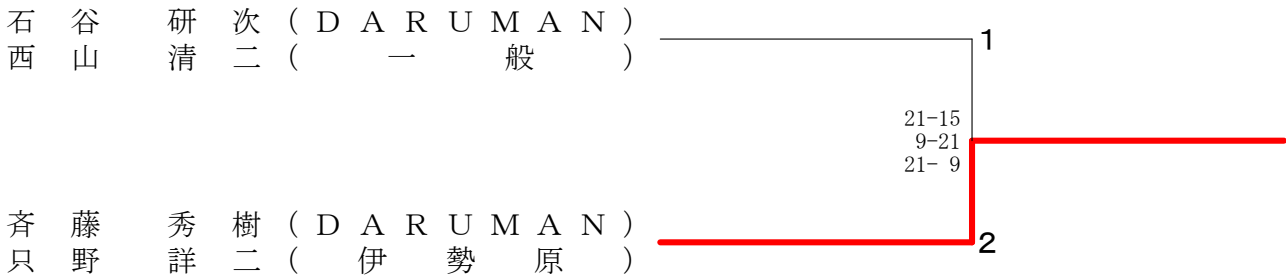 石谷 研次(DARUMAN)
西山 清二(一般)
1
21-15
9-21
21- 9
斉藤 秀樹(DARUMAN)
只野 詳二(伊勢原)
2